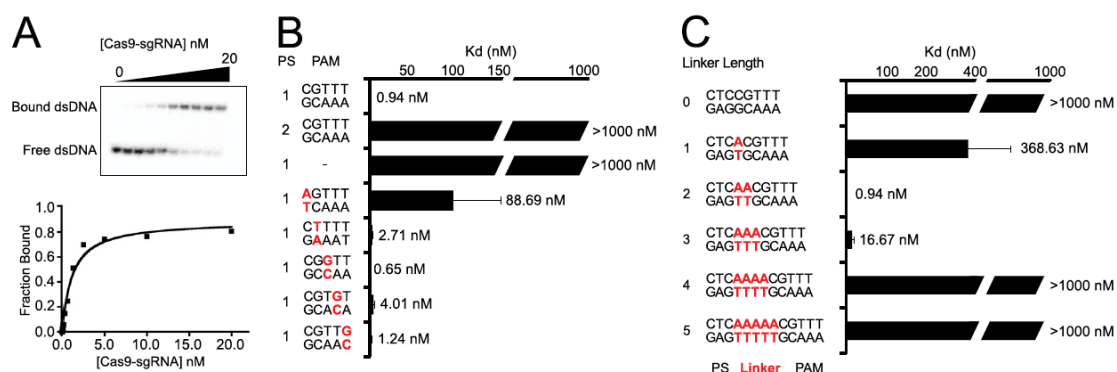 A
[Cas9-sgRNA] nM
0 20
Bound dsDNA
Free dsDNA
Fraction Bound
1.0
0.8
0.6
0.4
0.2
0.0
0.0 5.0 10.0 15.0 20.0
[Cas9-sgRNA] nM
B
Kd (nM)
PS PAM
50 100 150 1000
1 CGTTT
GCAAA
0.94 nM
2 CGTTT
GCAAA
>1000 nM
1 -
>1000 nM
1 AGTTT
TCAAA
88.69 nM
1 CTTTT
GAAAT
2.71 nM
1 CGGTT
GCCAA
0.65 nM
1 CGTGT
GCACA
4.01 nM
1 CGTTG
GCAAC
1.24 nM
C
Kd (nM)
Linker Length
100 200 400 1000
0 CTCCGTTT
GAGGCAAA
>1000 nM
1 CTCACGTTT
GAGTGCAAA
368.63 nM
2 CTCAACGTTT
GAGTTGCAAA
0.94 nM
3 CTCAAACGTTT
GAGTTTGCAAA
16.67 nM
4 CTCAAAACGTTT
GAGTTTTGCAAA
>1000 nM
5 CTCAAAAACGTTT
GAGTTTTTGCAAA
>1000 nM
PS Linker PAM